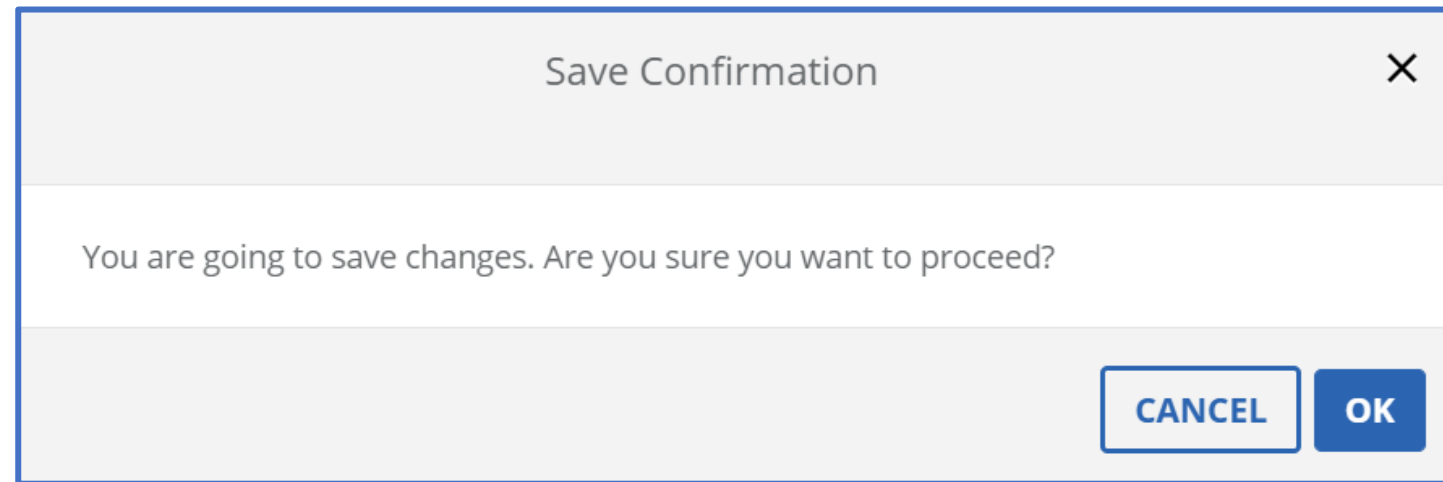 Save Confirmation
You are going to save changes. Are you sure you want to proceed?
CANCEL OK